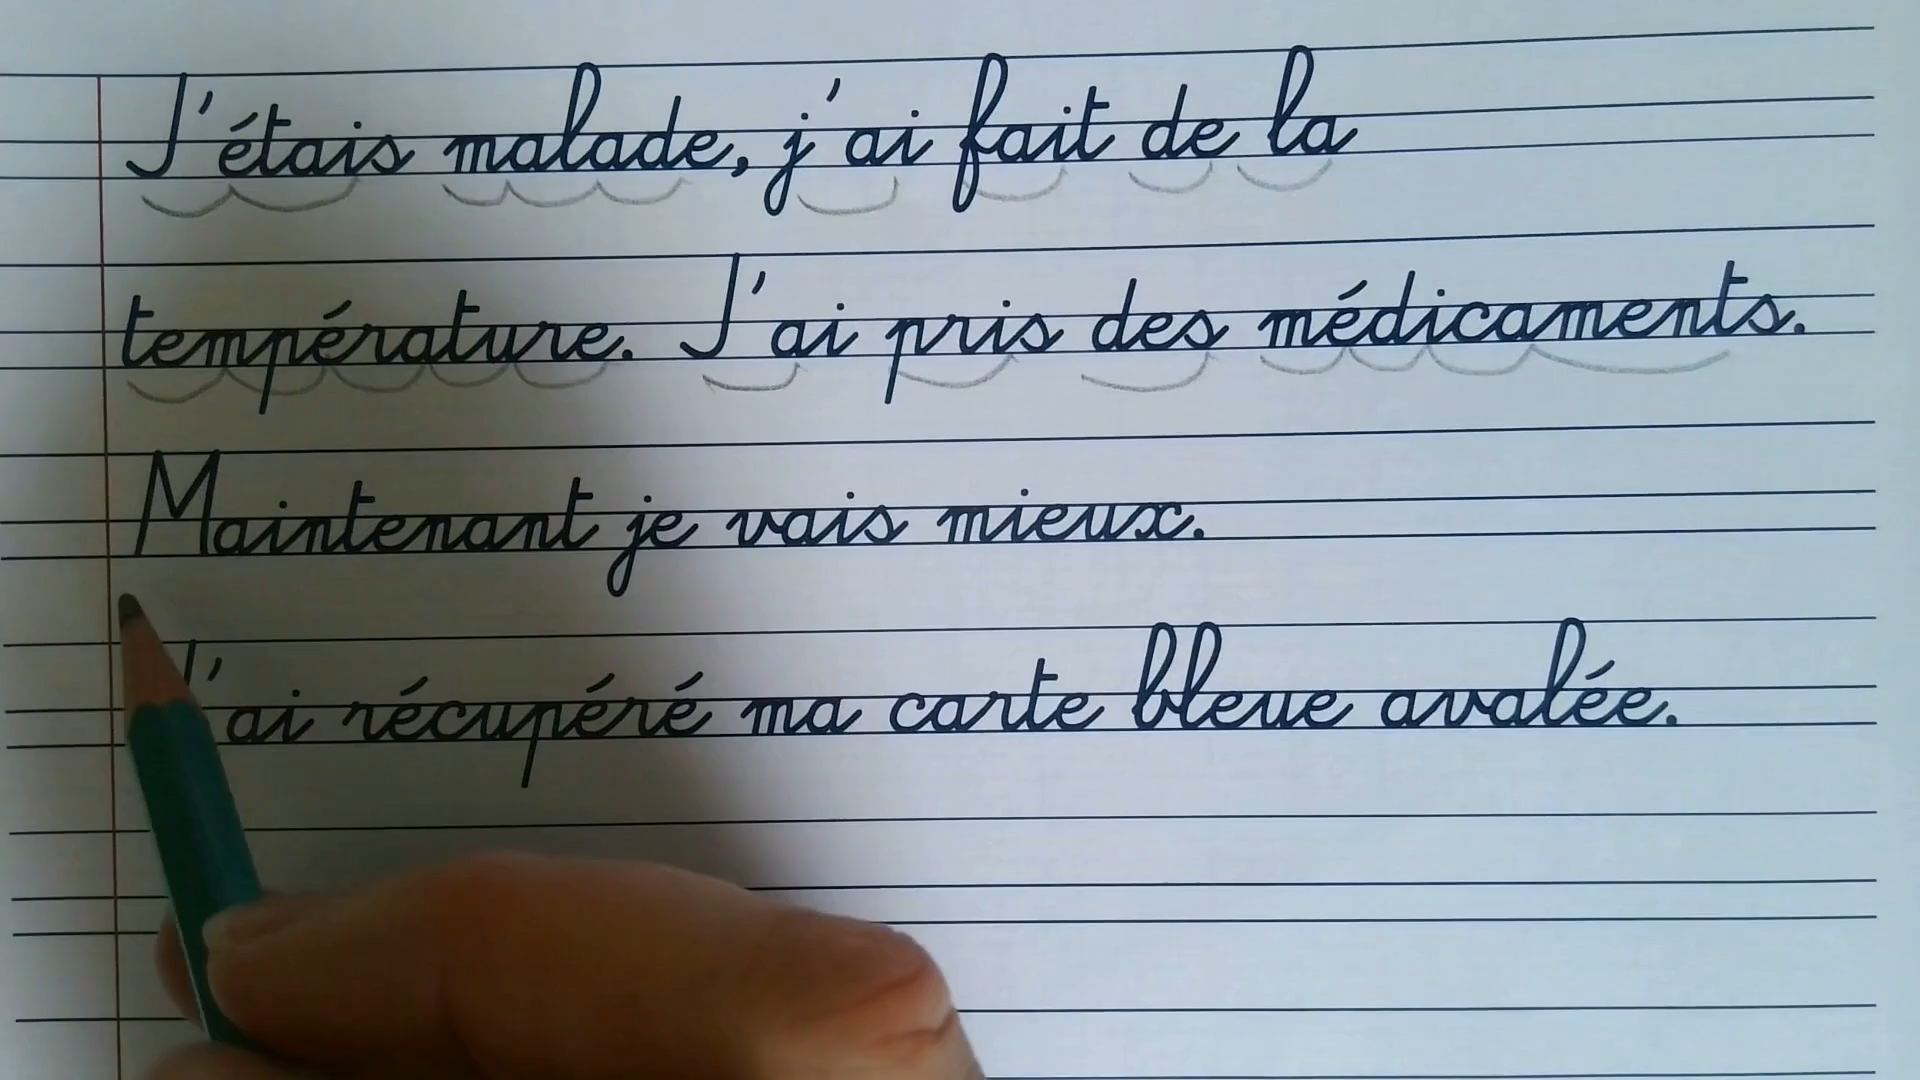 J'étais malade, j'ai fait de la
température. J'ai pris des médicaments.
Maintenant je vais mieux.
J'ai récupéré ma carte bleue avalée.